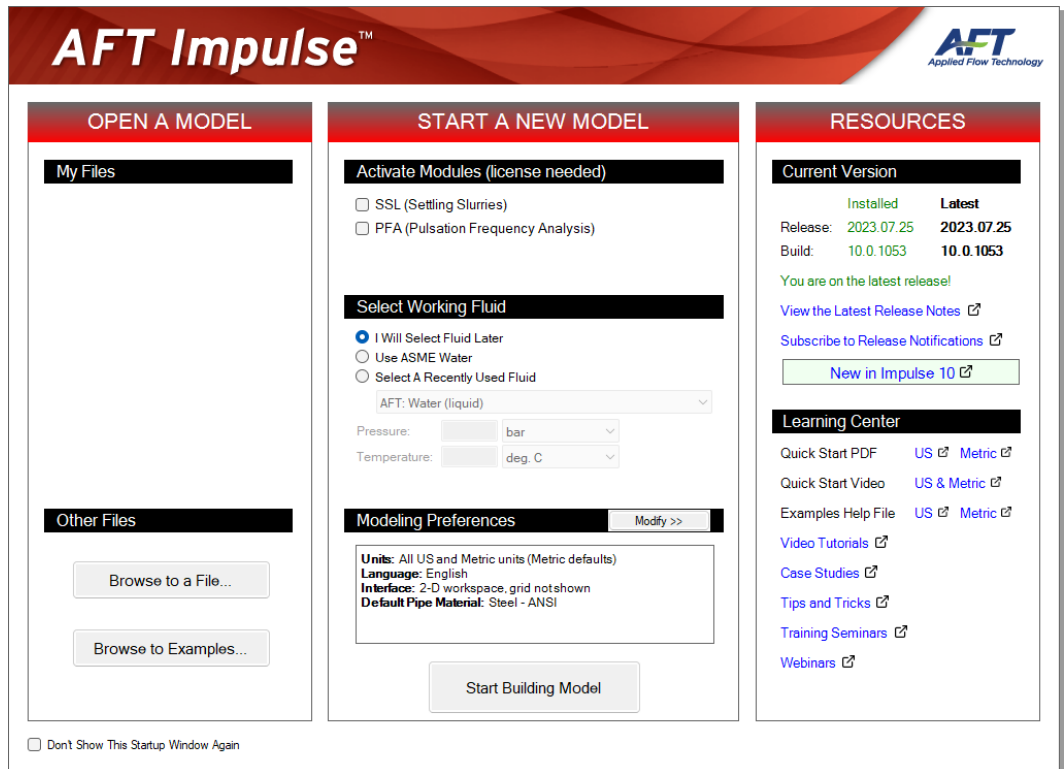 AFT Impulse™
AFT
Applied Flow Technology
OPEN A MODEL
My Files
Other Files
Browse to a File...
Browse to Examples...
START A NEW MODEL
Activate Modules (license needed)
SSL (Settling Slurries)
PFA (Pulsation Frequency Analysis)
Select Working Fluid
I Will Select Fluid Later
Use ASME Water
Select A Recently Used Fluid
AFT: Water (liquid)
Pressure: bar
Temperature: deg. C
Modeling Preferences Modify >>
Units: All US and Metric units (Metric defaults)
Language: English
Interface: 2-D workspace, grid not shown
Default Pipe Material: Steel - ANSI
Start Building Model
RESOURCES
Current Version
Installed Latest
Release: 2023.07.25 2023.07.25
Build: 10.0.1053 10.0.1053
You are on the latest release!
View the Latest Release Notes
Subscribe to Release Notifications
New in Impulse 10
Learning Center
Quick Start PDF US Metric
Quick Start Video US & Metric
Examples Help File US Metric
Video Tutorials
Case Studies
Tips and Tricks
Training Seminars
Webinars
Don't Show This Startup Window Again